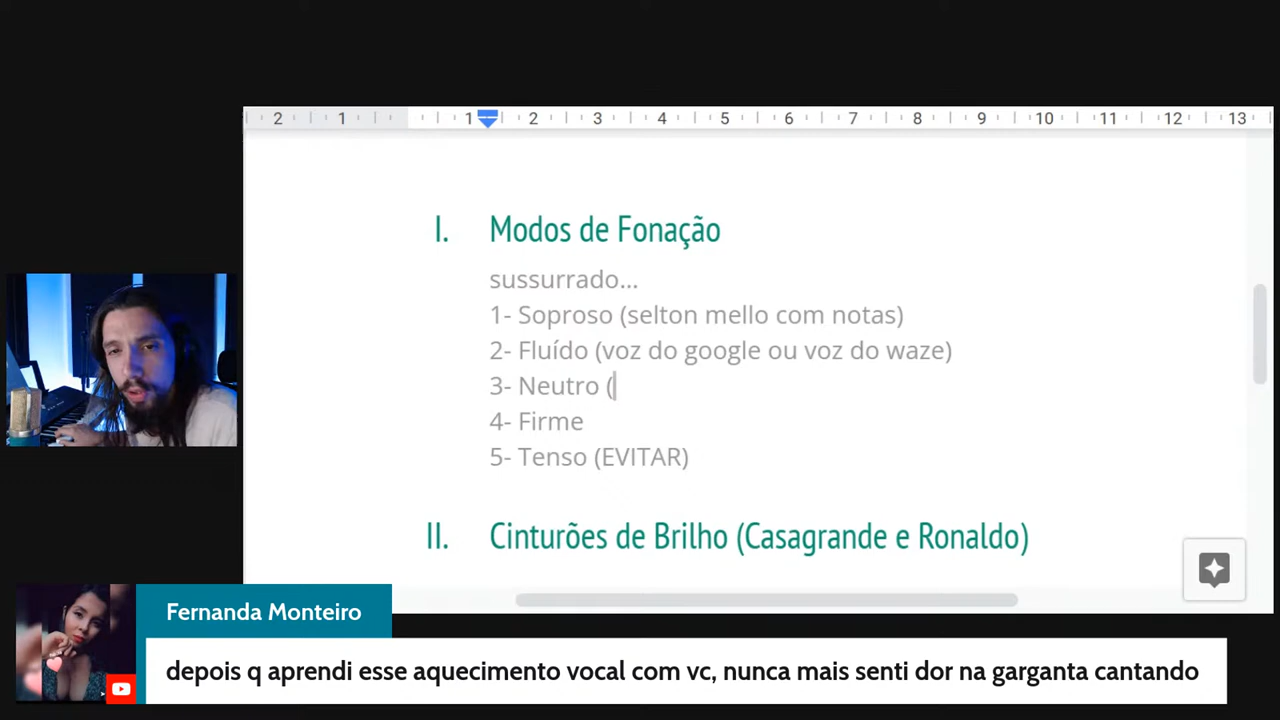 2 1 1 2 3 4 5 6 7 8 9 10 11 12 13
I. Modos de Fonação
sussurrado...
1- Soproso (selton mello com notas)
2- Fluído (voz do google ou voz do waze)
3- Neutro (
4- Firme
5- Tenso (EVITAR)
II. Cinturões de Brilho (Casagrande e Ronaldo)
Fernanda Monteiro
depois q aprendi esse aquecimento vocal com vc, nunca mais senti dor na garganta cantando